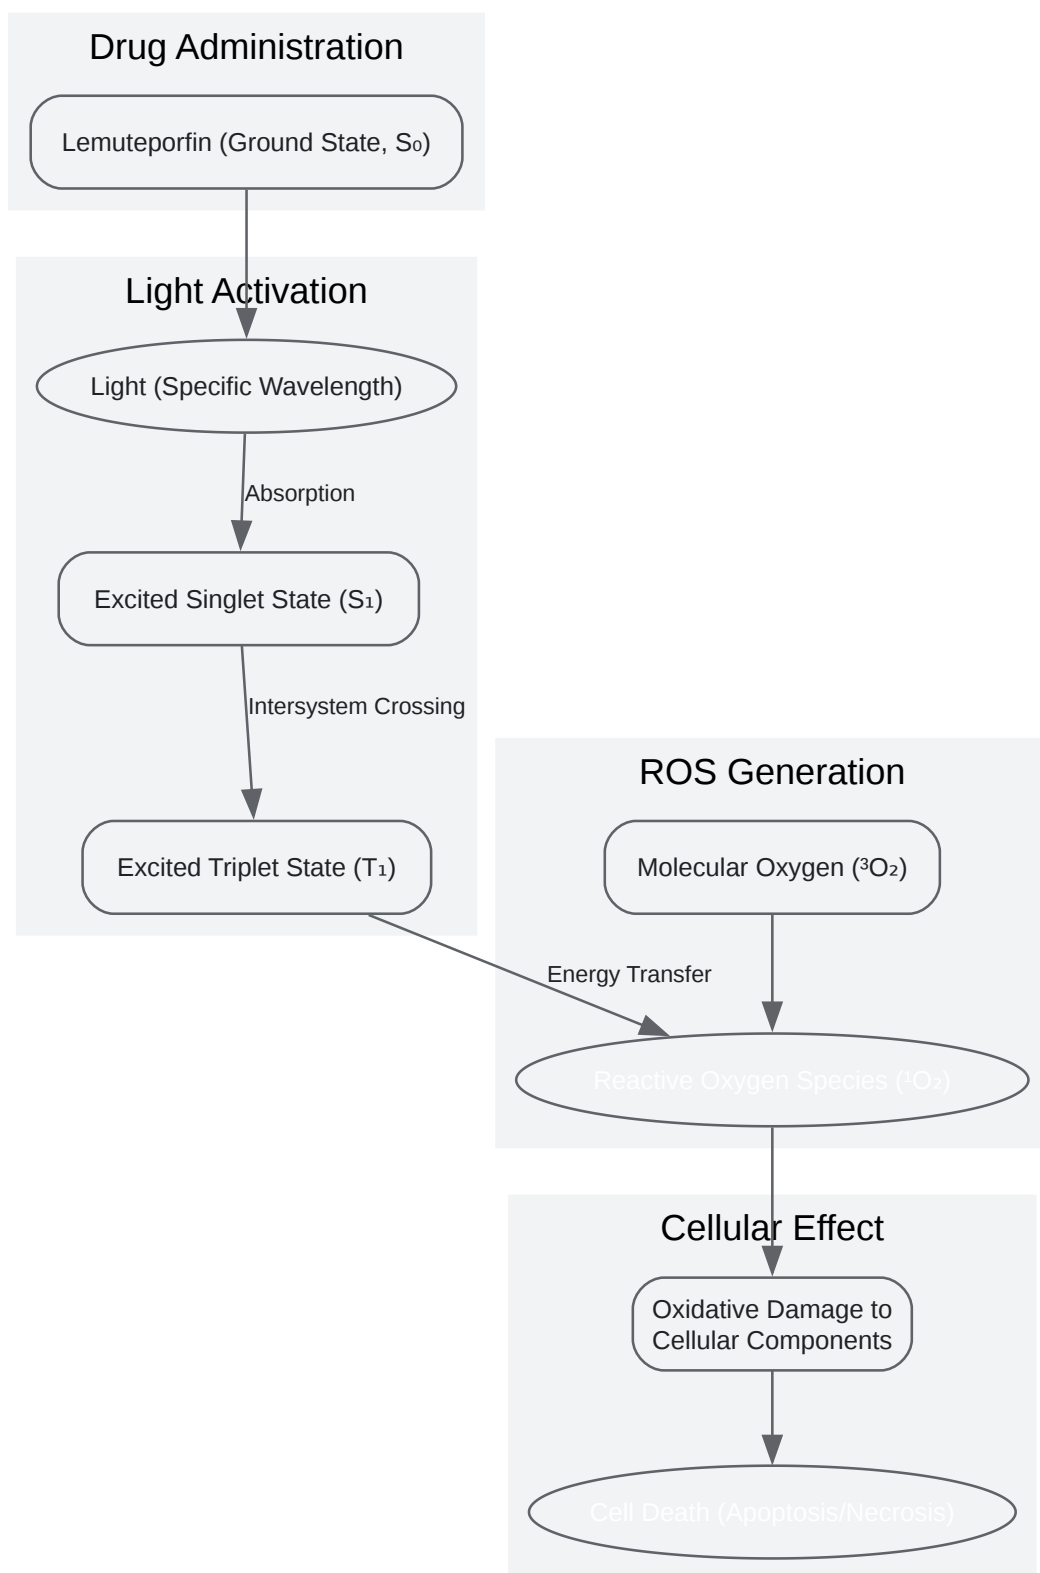 Drug Administration
Lemuteporfin (Ground State, S₀)
Light Activation
Light (Specific Wavelength)
Absorption
Excited Singlet State (S₁)
Intersystem Crossing
Excited Triplet State (T₁)
ROS Generation
Molecular Oxygen (³O₂)
Energy Transfer
Reactive Oxygen Species (¹O₂)
Cellular Effect
Oxidative Damage to
Cellular Components
Cell Death (Apoptosis/Necrosis)